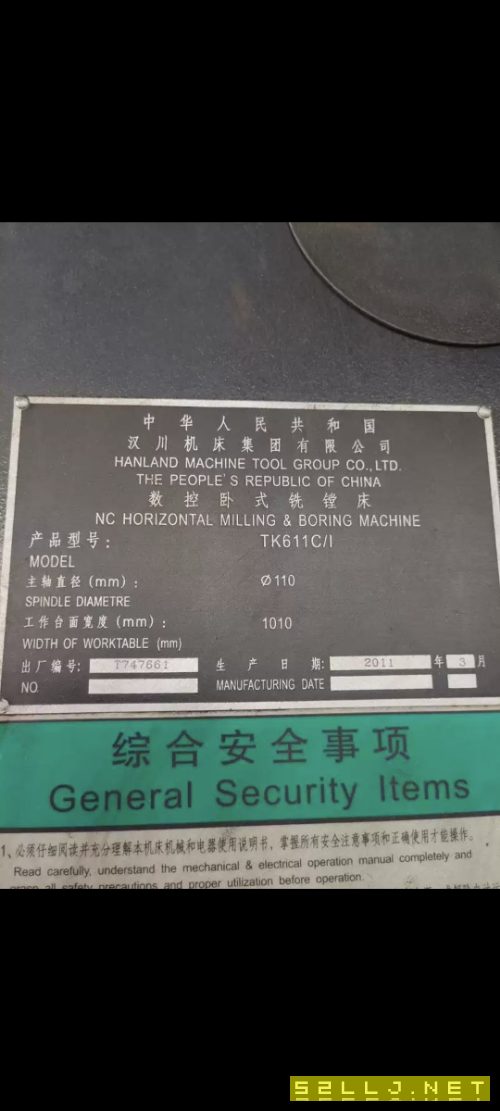 中华人民共和国
汉川机床集团有限公司
HANLAND MACHINE TOOL GROUP CO.,LTD.
THE PEOPLE'S REPUBLIC OF CHINA
数控卧式铣镗床
NC HORIZONTAL MILLING & BORING MACHINE
产品型号: TK611C/I
MODEL
主轴直径(mm): Ø110
SPINDLE DIAMETRE
工作台面宽度(mm): 1010
WIDTH OF WORKTABLE (mm)
出厂编号: T747661 生产日期: 2011 年 3 月
NO. MANUFACTURING DATE
综合安全事项
General Security Items
1、必须仔细阅读并充分理解本机床机械和电器使用说明书,掌握所有安全注意事项和正确使用才能操作。
Read carefully, understand the mechanical & electrical operation manual completely and
grasp all safety precautions and proper utilization before operation.
52LLJ.NET